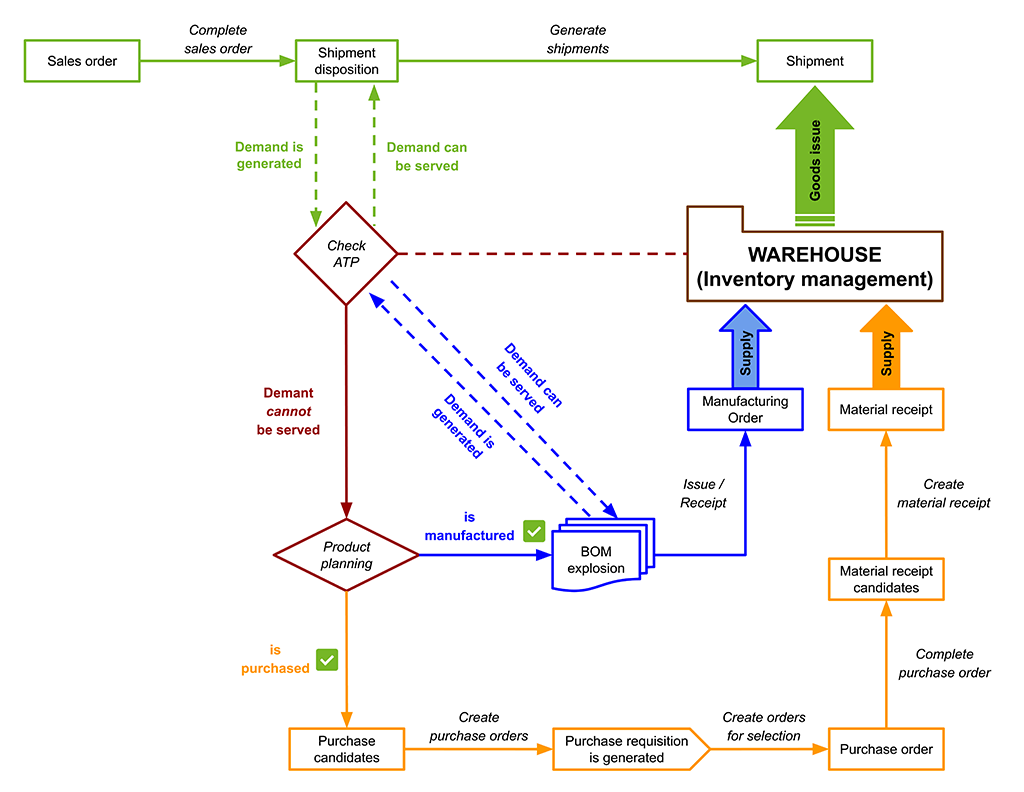 Complete
sales order
Generate
shipments
Sales order
Shipment
disposition
Shipment
Demand is
generated
Demand can
be served
Goods issue
Check
ATP
WAREHOUSE
(Inventory management)
Supply
Supply
Demand can
be served
Demand is
generated
Demant
cannot
be served
Manufacturing
Order
Material receipt
Issue /
Receipt
Create
material receipt
is
manufactured
Product
planning
BOM
explosion
Material receipt
candidates
is
purchased
Complete
purchase order
Create
purchase orders
Create orders
for selection
Purchase
candidates
Purchase requisition
is generated
Purchase order